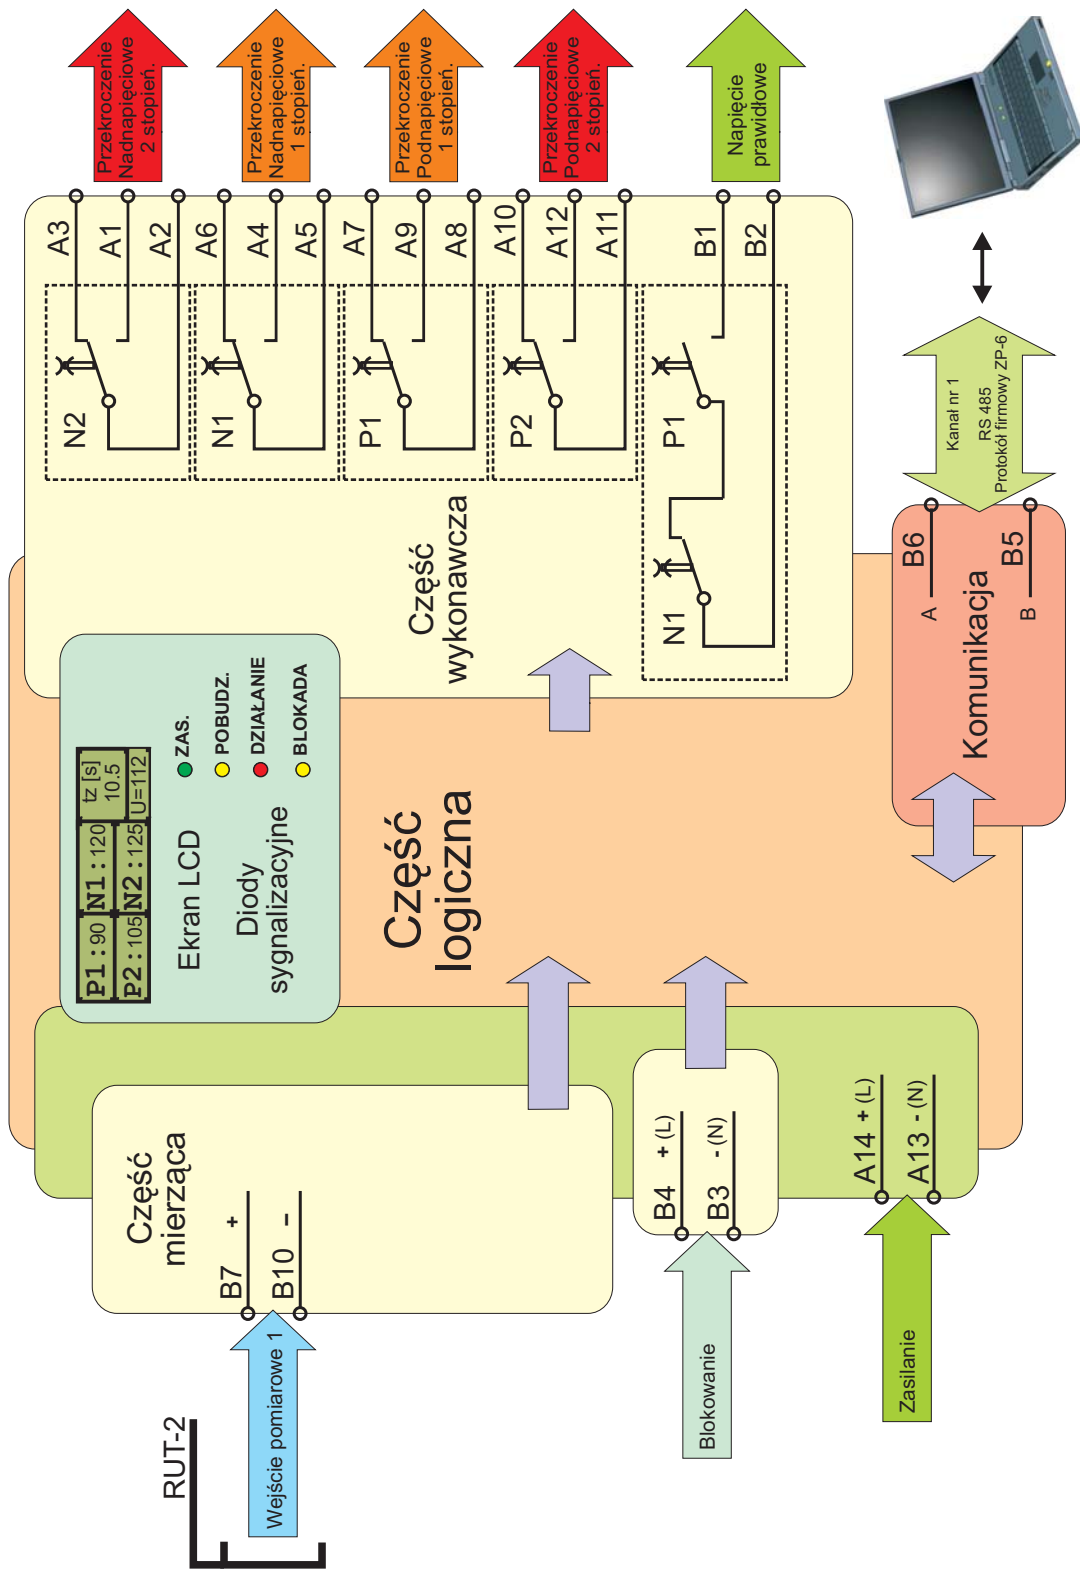 RUT-2
Wejście pomiarowe 1
Część
mierząca
B7 +
B10 –
Blokowanie
B4 + (L)
B3 - (N)
Zasilanie
A14 + (L)
A13 - (N)
P1:90
N1:120
tz [s]
10.5
P2:105
N2:125
U=112
Ekran LCD
Diody
sygnalizacyjne
ZAS.
POBUDZ.
DZIAŁANIE
BLOKADA
Część
logiczna
Część
wykonawcza
N2
A3
A1
A2
Przekroczenie
Nadnapięciowe
2 stopień.
N1
A6
A4
A5
Przekroczenie
Nadnapięciowe
1 stopień.
P1
A7
A9
A8
Przekroczenie
Podnapięciowe
1 stopień.
P2
A10
A12
A11
Przekroczenie
Podnapięciowe
2 stopień.
N1
P1
B1
B2
Napięcie
prawidłowe
Komunikacja
A
B6
B
B5
Kanał nr 1
RS 485
Protokół firmowy ZP-6